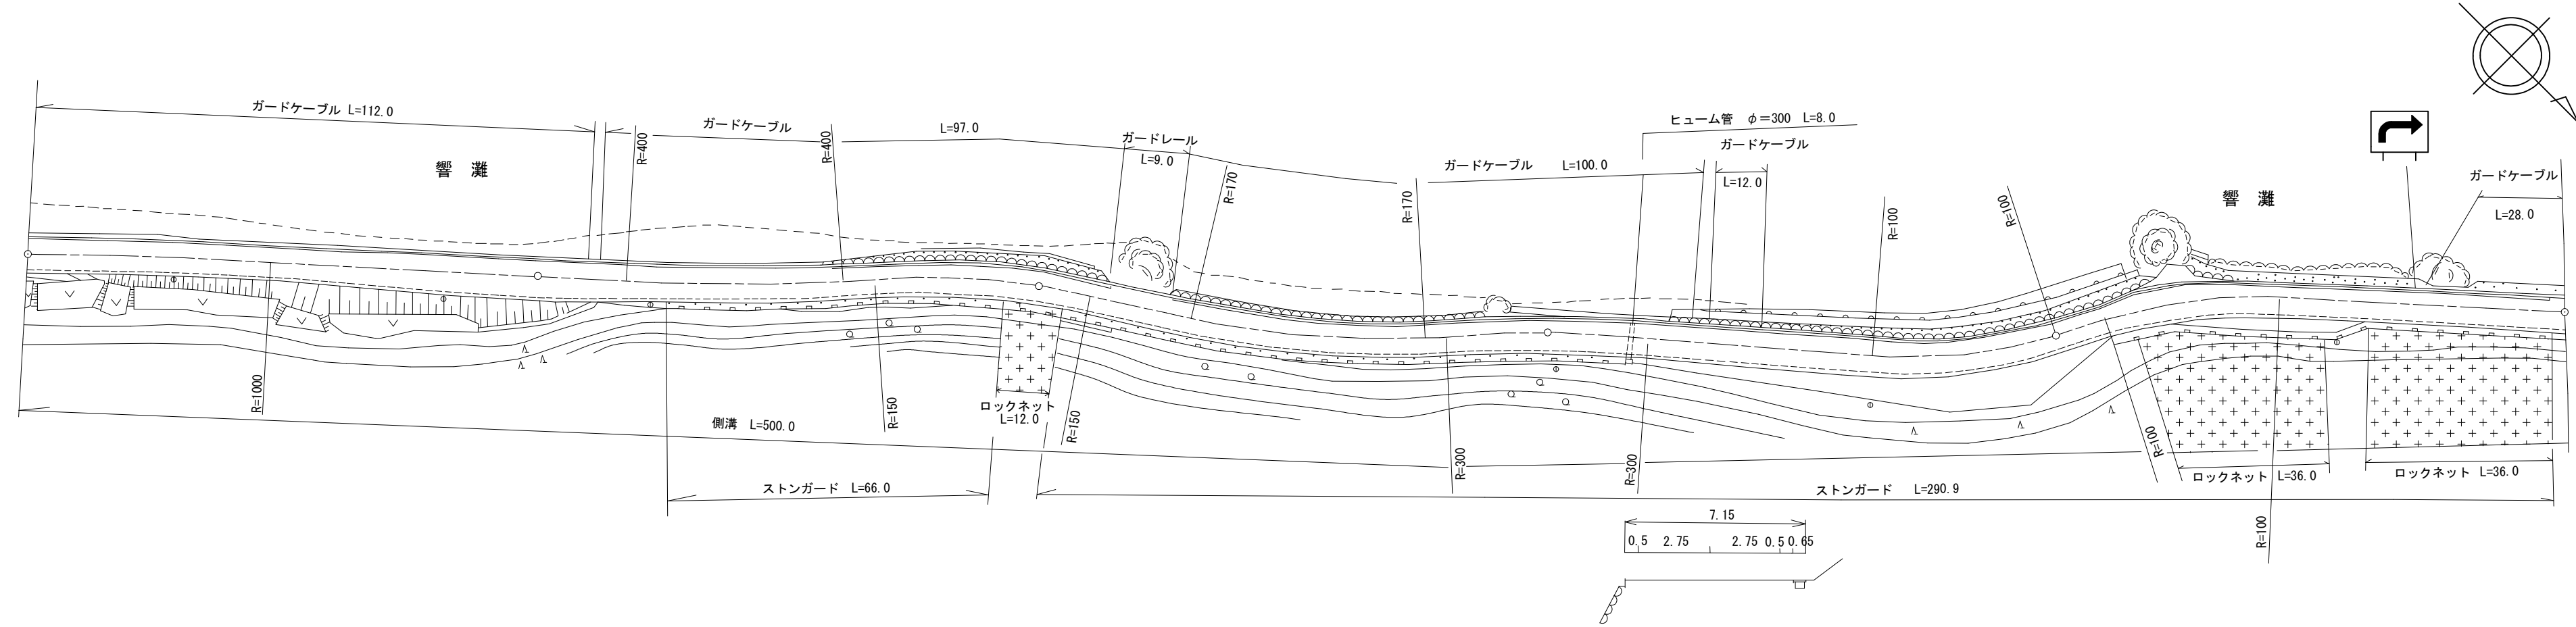 ガードケーブル L=112.0
ガードケーブル
L=97.0
ガードレール
L=9.0
ガードケーブル L=100.0
ヒューム管 φ=300 L=8.0
ガードケーブル
L=12.0
ガードケーブル
L=28.0
響 灘
響 灘
R=400
R=400
R=170
R=170
R=100
R=100
R=1000
R=150
R=150
R=300
R=300
R=100
R=100
ロックネット
L=12.0
側溝 L=500.0
ストンガード L=66.0
ストンガード L=290.9
ロックネット L=36.0
ロックネット L=36.0
7.15
0.5 2.75 2.75 0.5 0.65